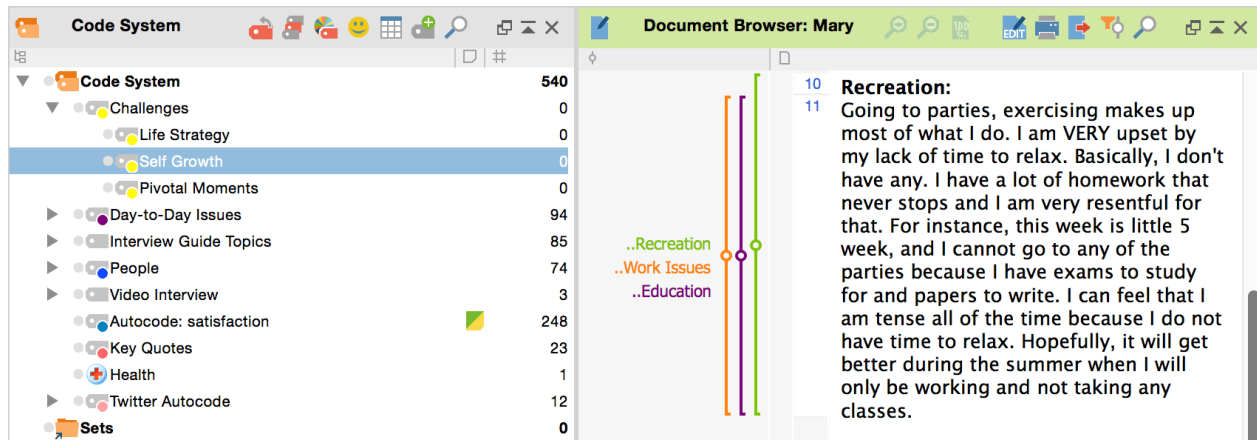 Code System
Code System 540
Challenges 0
Life Strategy 0
Self Growth 0
Pivotal Moments 0
Day-to-Day Issues 94
Interview Guide Topics 85
People 74
Video Interview 3
Autocode: satisfaction 248
Key Quotes 23
Health 1
Twitter Autocode 12
Sets 0
Document Browser: Mary
EDIT
..Recreation
..Work Issues
..Education
10 Recreation:
11 Going to parties, exercising makes up
most of what I do. I am VERY upset by
my lack of time to relax. Basically, I don't
have any. I have a lot of homework that
never stops and I am very resentful for
that. For instance, this week is little 5
week, and I cannot go to any of the
parties because I have exams to study
for and papers to write. I can feel that I
am tense all of the time because I do not
have time to relax. Hopefully, it will get
better during the summer when I will
only be working and not taking any
classes.